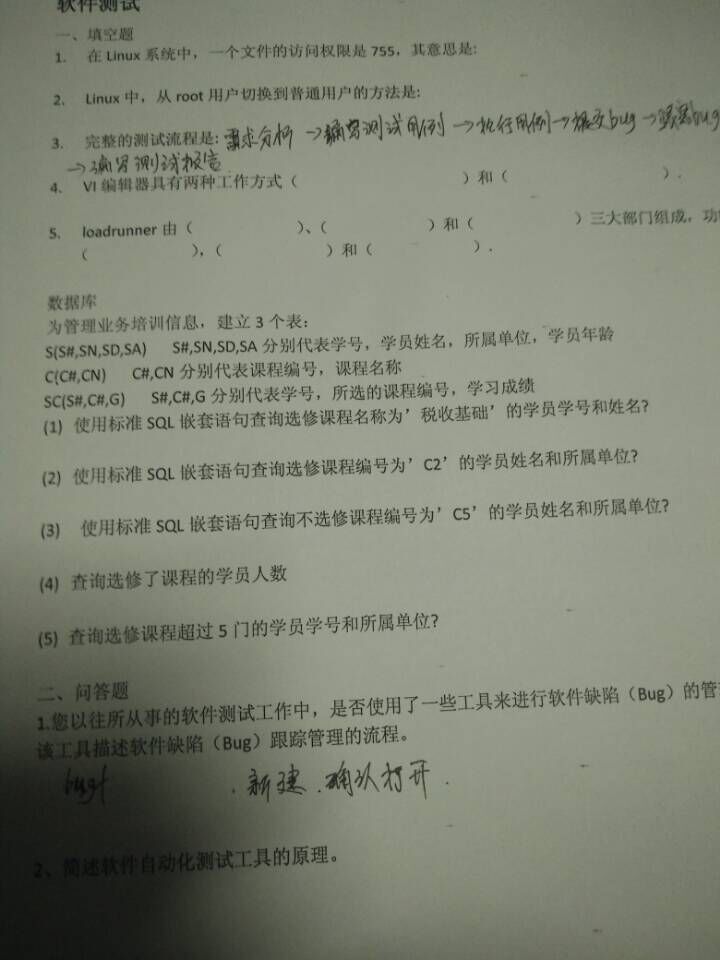 软件测试
一、填空题
1. 在 Linux 系统中，一个文件的访问权限是 755，其意思是:
2. Linux 中，从 root 用户切换到普通用户的方法是:
3. 完整的测试流程是: 需求分析 →编写测试用例 →执行用例→提交bug→跟踪bug
→编写测试报告
4. VI 编辑器具有两种工作方式（ ）和（ ）.
5. loadrunner 由（ ）、（ ）和（ ）三大部门组成，功
（ ），（ ）和（ ）.
数据库
为管理业务培训信息，建立 3 个表：
S(S#,SN,SD,SA) S#,SN,SD,SA 分别代表学号，学员姓名，所属单位，学员年龄
C(C#,CN) C#,CN 分别代表课程编号，课程名称
SC(S#,C#,G) S#,C#,G 分别代表学号，所选的课程编号，学习成绩
(1) 使用标准 SQL 嵌套语句查询选修课程名称为’税收基础’的学员学号和姓名?
(2) 使用标准 SQL 嵌套语句查询选修课程编号为’C2’的学员姓名和所属单位?
(3) 使用标准 SQL 嵌套语句查询不选修课程编号为’C5’的学员姓名和所属单位?
(4) 查询选修了课程的学员人数
(5) 查询选修课程超过 5 门的学员学号和所属单位?
二、问答题
1.您以往所从事的软件测试工作中，是否使用了一些工具来进行软件缺陷（Bug）的管
该工具描述软件缺陷（Bug）跟踪管理的流程。
新建.确认打开.
2、简述软件自动化测试工具的原理。